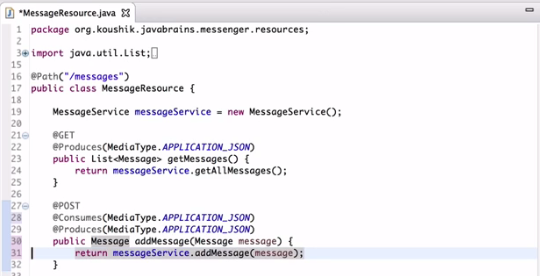 *MessageResource.java
1 package org.koushik.javabrains.messenger.resources;
2
3 import java.util.List;
15
16 @Path("/messages")
17 public class MessageResource {
18
19 MessageService messageService = new MessageService();
20
21 @GET
22 @Produces(MediaType.APPLICATION_JSON)
23 public List<Message> getMessages() {
24 return messageService.getAllMessages();
25 }
26
27 @POST
28 @Consumes(MediaType.APPLICATION_JSON)
29 @Produces(MediaType.APPLICATION_JSON)
30 public Message addMessage(Message message) {
31 return messageService.addMessage(message);
32 }